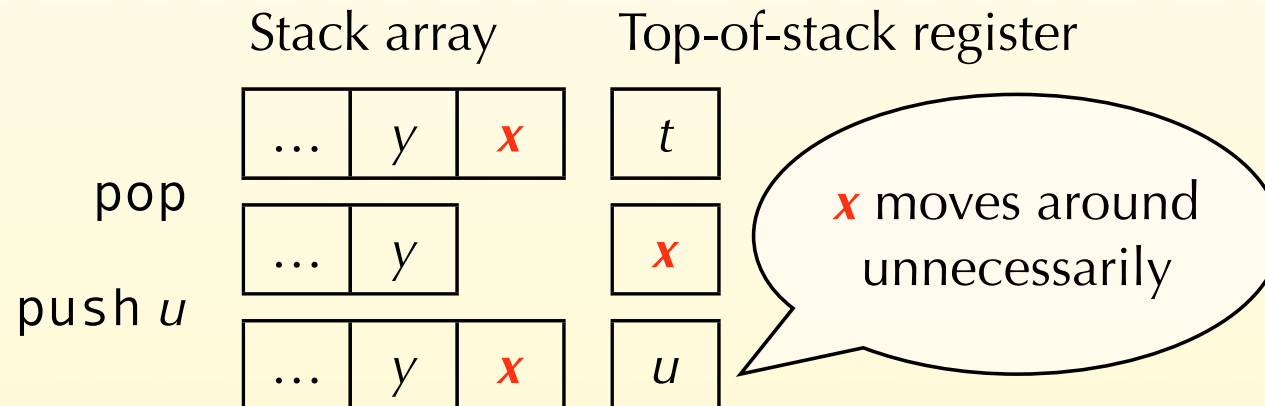 Stack array Top-of-stack register
… y x t
pop
… y x
x moves around
unnecessarily
push u
… y x u